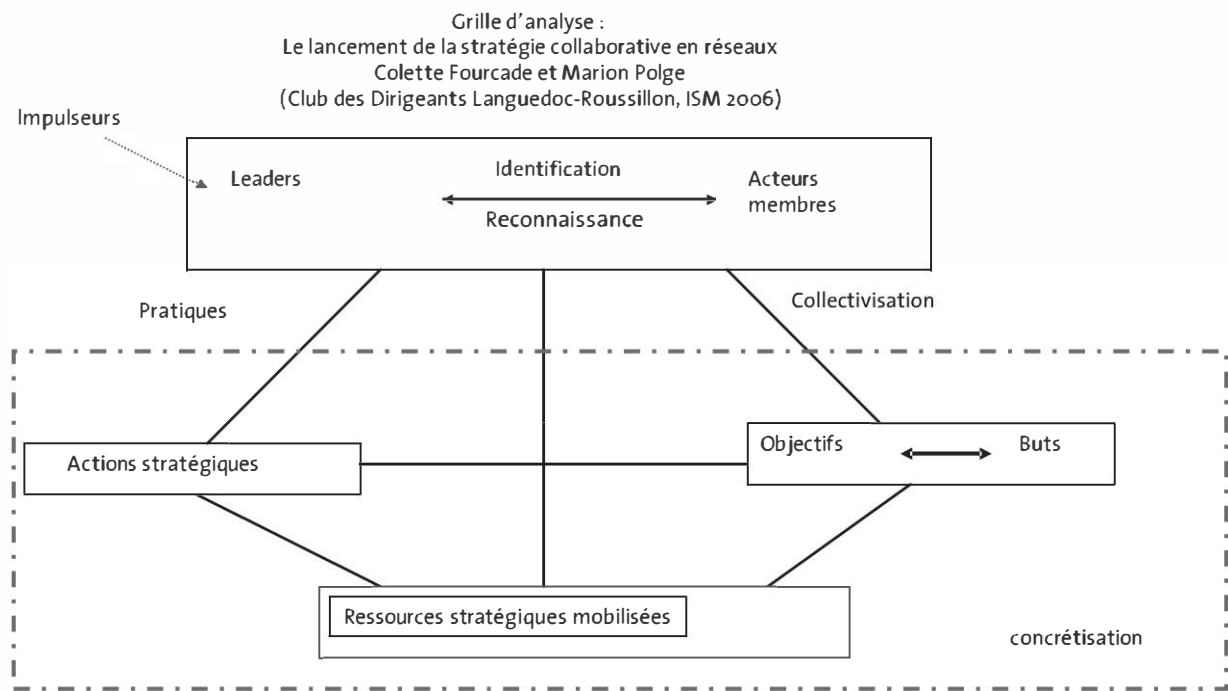 Grille d'analyse :
Le lancement de la stratégie collaborative en réseaux
Colette Fourcade et Marion Polge
(Club des Dirigeants Languedoc-Roussillon, ISM 2006)
Impulseurs
Leaders
Identification
Reconnaissance
Acteurs
membres
Pratiques
Collectivisation
Actions stratégiques
Objectifs
Buts
Ressources stratégiques mobilisées
concrétisation